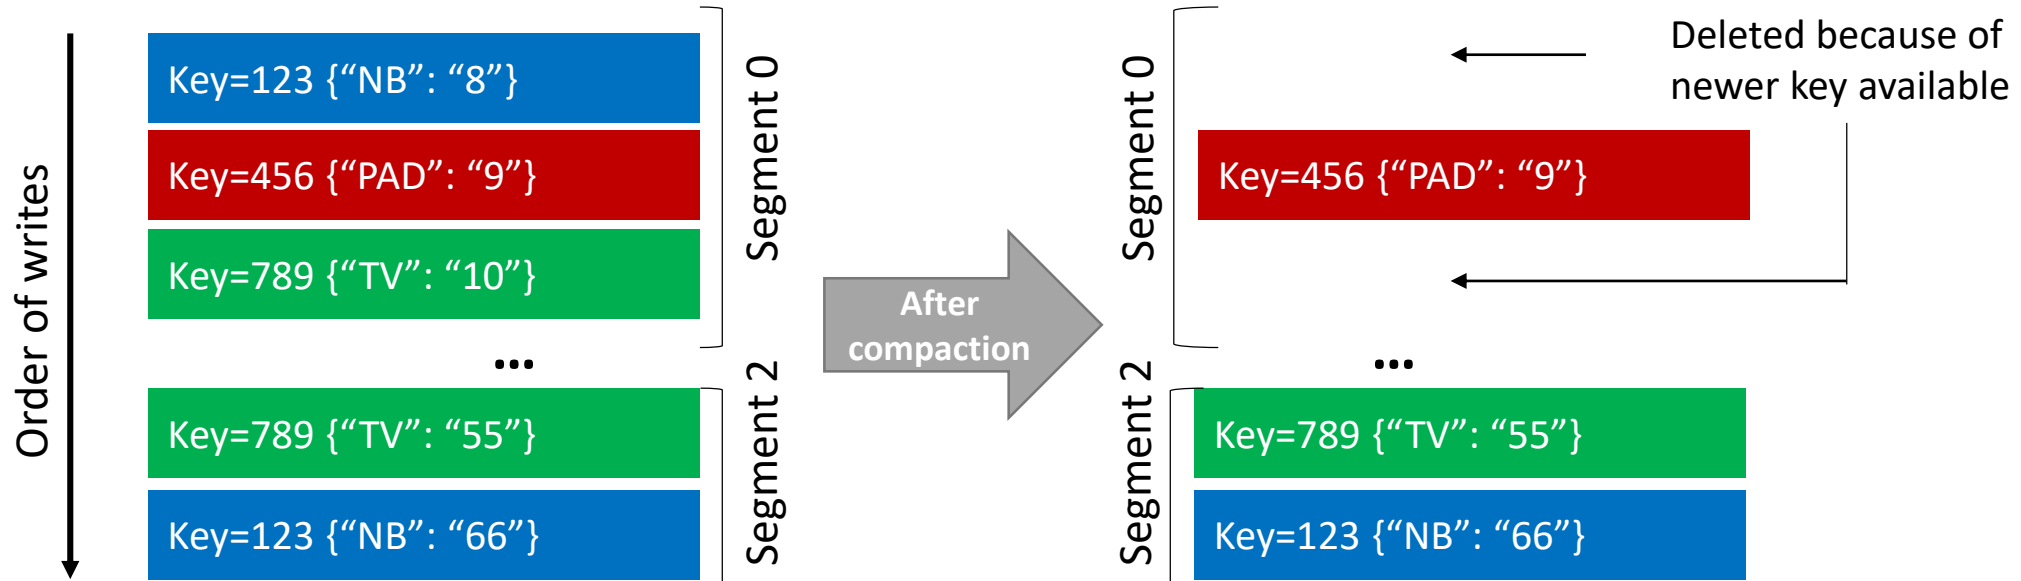 Order of writes
Key=123 {“NB”: “8”}
Key=456 {“PAD”: “9”}
Key=789 {“TV”: “10”}
Segment 0
...
Key=789 {“TV”: “55”}
Key=123 {“NB”: “66”}
Segment 2
After
compaction
Segment 0
Key=456 {“PAD”: “9”}
Deleted because of
newer key available
...
Segment 2
Key=789 {“TV”: “55”}
Key=123 {“NB”: “66”}